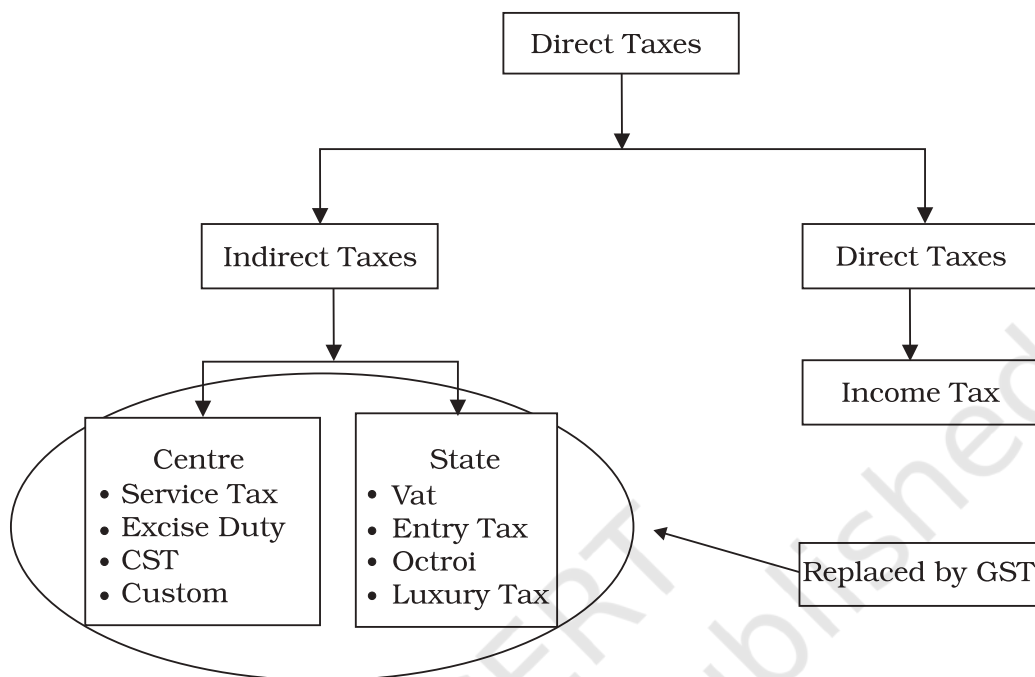 Direct Taxes
Indirect Taxes
Direct Taxes
Income Tax
Centre
• Service Tax
• Excise Duty
• CST
• Custom
State
• Vat
• Entry Tax
• Octroi
• Luxury Tax
Replaced by GST